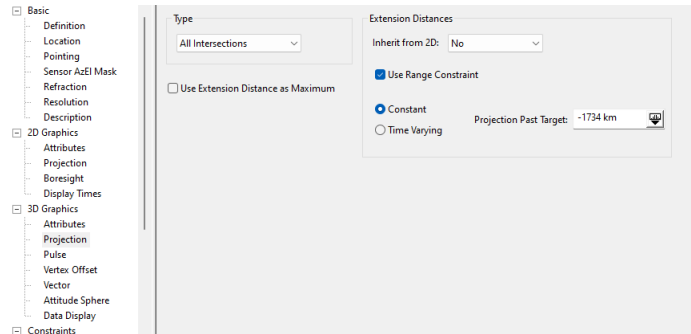 Basic
Definition
Location
Pointing
Sensor AzEl Mask
Refraction
Resolution
Description
2D Graphics
Attributes
Projection
Boresight
Display Times
3D Graphics
Attributes
Projection
Pulse
Vertex Offset
Vector
Attitude Sphere
Data Display
Constraints
Type
All Intersections
Use Extension Distance as Maximum
Extension Distances
Inherit from 2D: No
Use Range Constraint
Constant
Time Varying
Projection Past Target: -1734 km